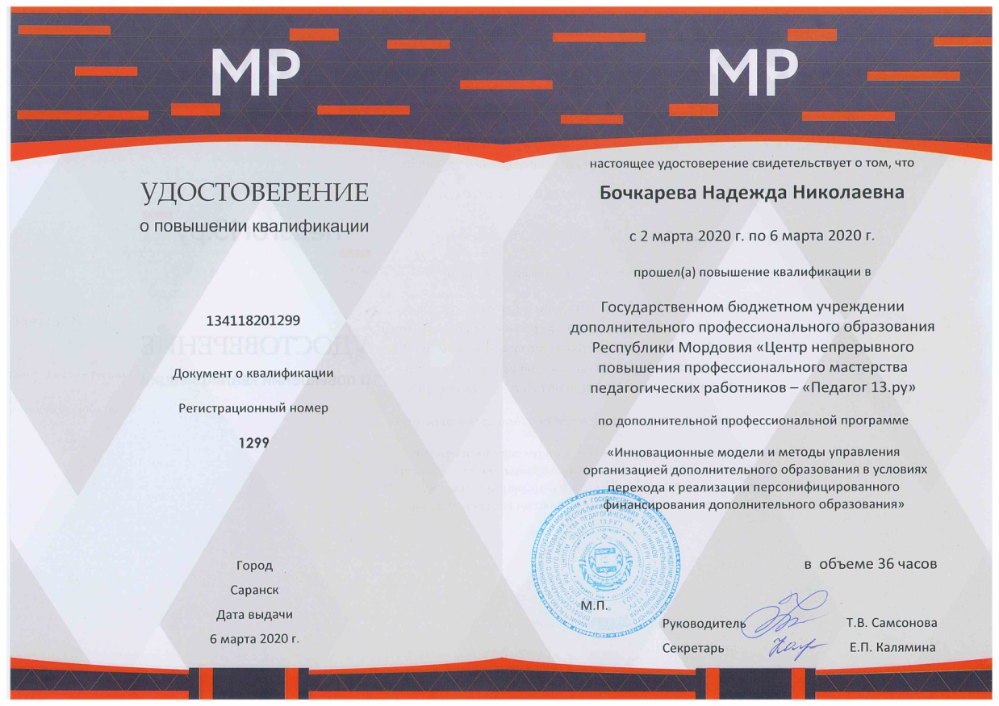 МР
УДОСТОВЕРЕНИЕ
о повышении квалификации
134118201299
Документ о квалификации
Регистрационный номер
1299
Город
Саранск
Дата выдачи
6 марта 2020 г.
МР
настоящее удостоверение свидетельствует о том, что
Бочкарева Надежда Николаевна
с 2 марта 2020 г. по 6 марта 2020 г.
прошел(а) повышение квалификации в
Государственном бюджетном учреждении
дополнительного профессионального образования
Республики Мордовия «Центр непрерывного
повышения профессионального мастерства
педагогических работников – «Педагог 13.ру»
по дополнительной профессиональной программе
«Инновационные модели и методы управления
организацией дополнительного образования в условиях
перехода к реализации персонифицированного
финансирования дополнительного образования»
в объеме 36 часов
М.П.
Руководитель Т.В. Самсонова
Секретарь Е.П. Калямина